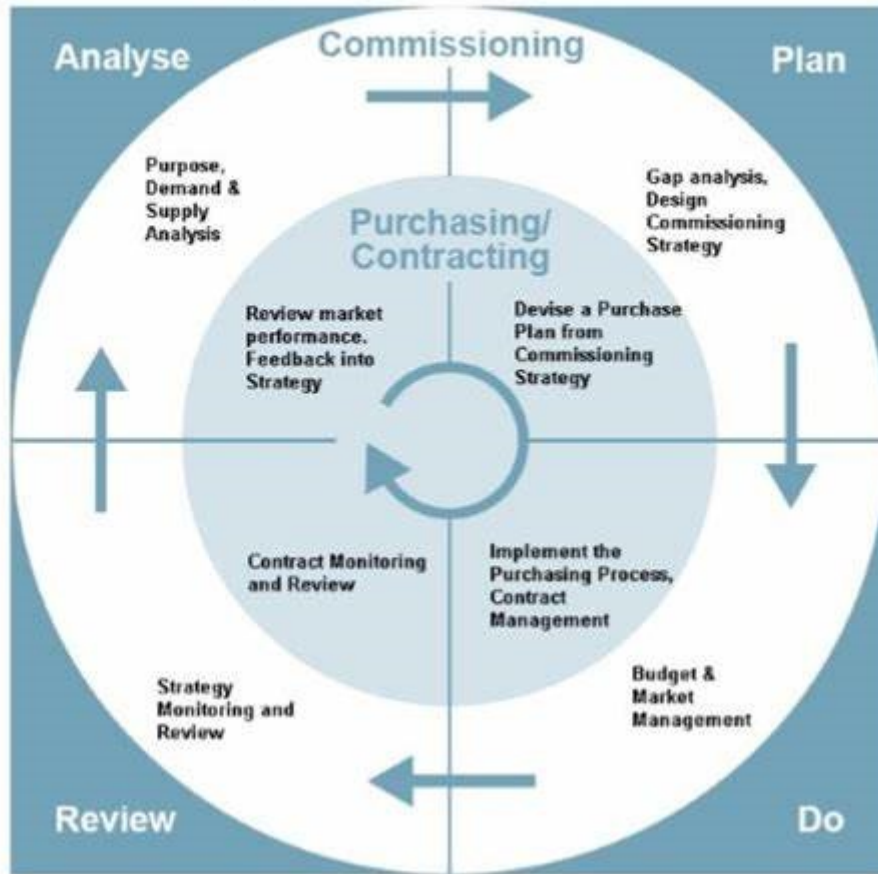 Analyse
Commissioning
Plan
Purpose,
Demand &
Supply
Analysis
Gap analysis,
Design
Commissioning
Strategy
Purchasing/
Contracting
Review market
performance.
Feedback into
Strategy
Devise a Purchase
Plan from
Commissioning
Strategy
Contract Monitoring
and Review
Implement the
Purchasing Process,
Contract
Management
Strategy
Monitoring and
Review
Budget &
Market
Management
Review
Do